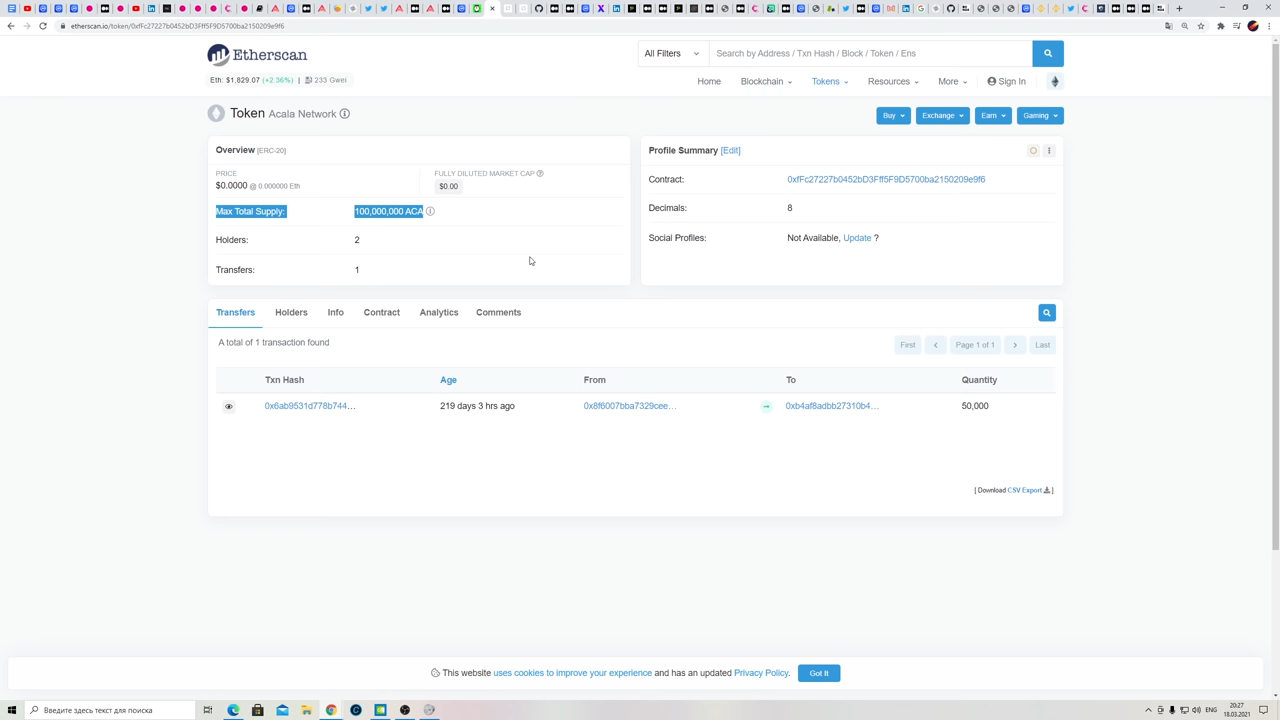 etherscan.io/token/0xfFc27227b0452bD3Fff5F9D5700ba2150209e9f6
Etherscan
All Filters
Search by Address / Txn Hash / Block / Token / Ens
Eth: $1,829.07 (+2.36%) | 233 Gwei
Home Blockchain Tokens Resources More Sign In
Token Acala Network
Buy Exchange Earn Gaming
Overview [ERC-20]
PRICE
$0.0000 @ 0.000000 Eth
FULLY DILUTED MARKET CAP
$0.00
Max Total Supply: 100,000,000 ACA
Holders: 2
Transfers: 1
Profile Summary [Edit]
Contract: 0xfFc27227b0452bD3Fff5F9D5700ba2150209e9f6
Decimals: 8
Social Profiles: Not Available, Update ?
Transfers Holders Info Contract Analytics Comments
A total of 1 transaction found
First Page 1 of 1 Last
Txn Hash Age From To Quantity
0x6ab9531d778b744... 219 days 3 hrs ago 0x8f6007bba7329cee... 0xb4af8adbb27310b4... 50,000
[ Download CSV Export ]
This website uses cookies to improve your experience and has an updated Privacy Policy. Got It
Введите здесь текст для поиска
ENG
20:27
18.03.2021